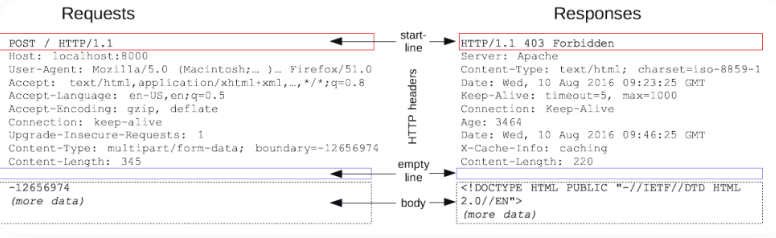 Requests
POST / HTTP/1.1
Host: localhost:8000
User-Agent: Mozilla/5.0 (Macintosh;… )… Firefox/51.0
Accept: text/html,application/xhtml+xml,…,*/*;q=0.8
Accept-Language: en-US,en;q=0.5
Accept-Encoding: gzip, deflate
Connection: keep-alive
Upgrade-Insecure-Requests: 1
Content-Type: multipart/form-data; boundary=-12656974
Content-Length: 345
-12656974
(more data)
start-
line
HTTP headers
empty
line
body
Responses
HTTP/1.1 403 Forbidden
Server: Apache
Content-Type: text/html; charset=iso-8859-1
Date: Wed, 10 Aug 2016 09:23:25 GMT
Keep-Alive: timeout=5, max=1000
Connection: Keep-Alive
Age: 3464
Date: Wed, 10 Aug 2016 09:46:25 GMT
X-Cache-Info: caching
Content-Length: 220
<!DOCTYPE HTML PUBLIC "-//IETF//DTD HTML
2.0//EN">
(more data)